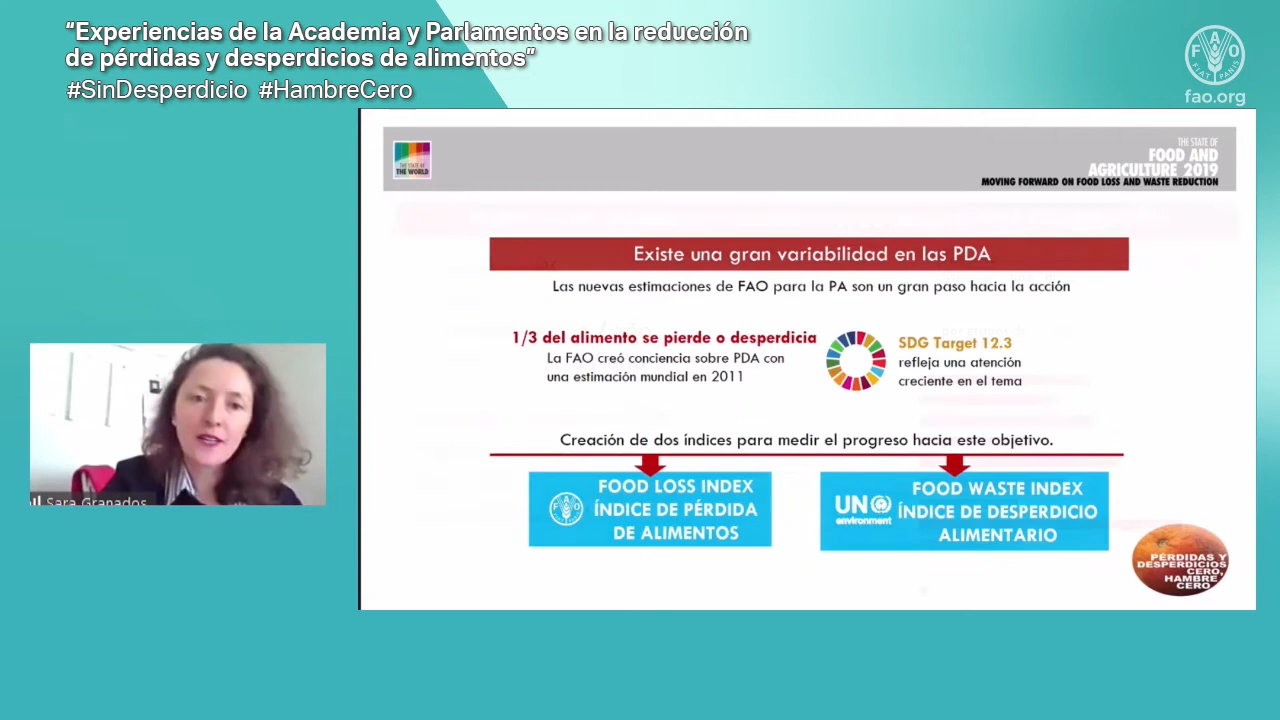 “Experiencias de la Academia y Parlamentos en la reducción
de pérdidas y desperdicios de alimentos”
#SinDesperdicio #HambreCero
FAO
FIAT PANIS
fao.org
THE STATE OF
THE WORLD
THE STATE OF
FOOD AND
AGRICULTURE 2019
MOVING FORWARD ON FOOD LOSS AND WASTE REDUCTION
Existe una gran variabilidad en las PDA
Las nuevas estimaciones de FAO para la PA son un gran paso hacia la acción
1/3 del alimento se pierde o desperdicia
La FAO creó conciencia sobre PDA con
una estimación mundial en 2011
SDG Target 12.3
refleja una atención
creciente en el tema
Creación de dos índices para medir el progreso hacia este objetivo.
FOOD LOSS INDEX
ÍNDICE DE PÉRDIDA
DE ALIMENTOS
UN
environment
FOOD WASTE INDEX
ÍNDICE DE DESPERDICIO
ALIMENTARIO
Sara Granados
PÉRDIDAS Y
DESPERDICIOS
CERO,
HAMBRE
CERO